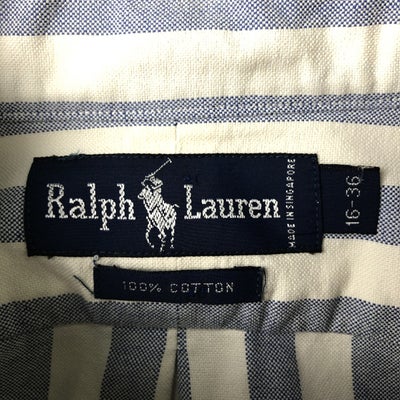 Ralph Lauren
MADE IN SINGAPORE
16-36
100% COTTON